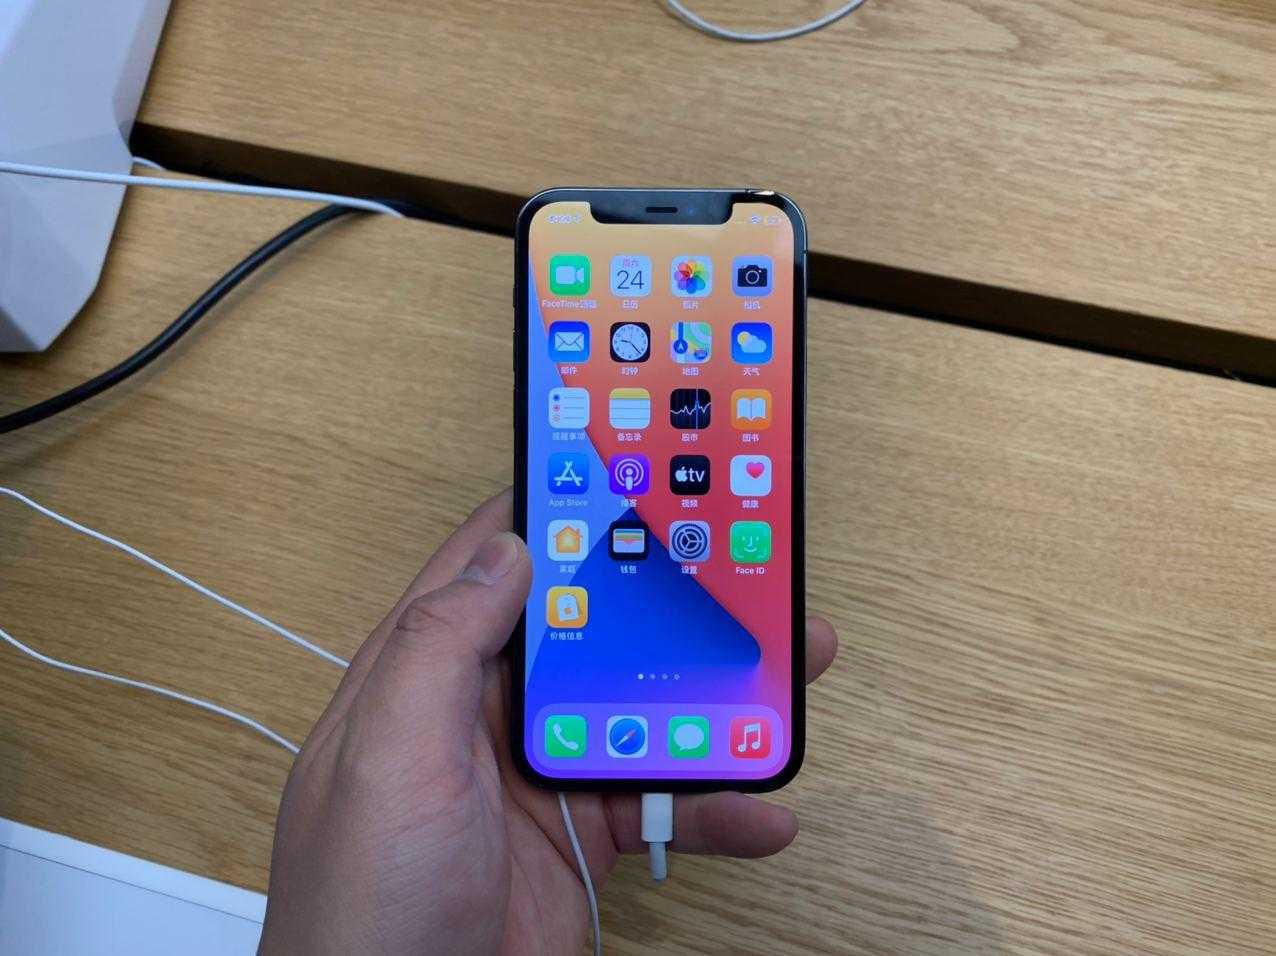 周六
24
FaceTime通话
日历
照片
相机
邮件
时钟
地图
天气
提醒事项
备忘录
股市
图书
tv
App Store
播客
视频
健康
家庭
钱包
设置
Face ID
价格信息